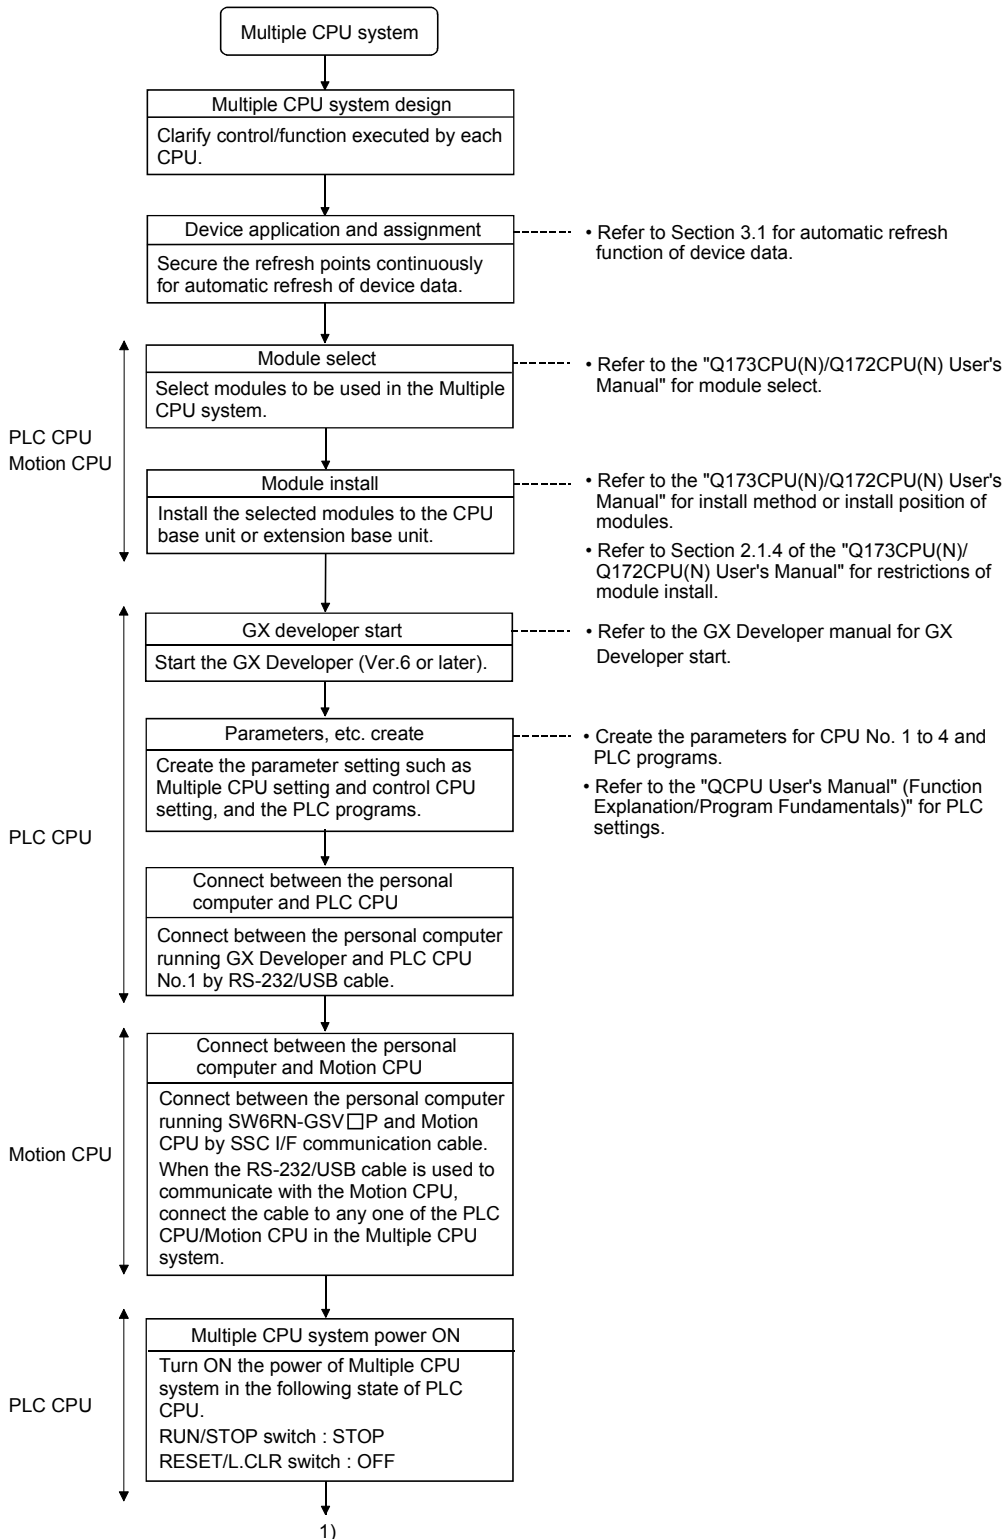 Multiple CPU system
Multiple CPU system design
Clarify control/function executed by each
CPU.
Device application and assignment
Secure the refresh points continuously
for automatic refresh of device data.
• Refer to Section 3.1 for automatic refresh
function of device data.
PLC CPU
Motion CPU
Module select
Select modules to be used in the Multiple
CPU system.
• Refer to the "Q173CPU(N)/Q172CPU(N) User's
Manual" for module select.
Module install
Install the selected modules to the CPU
base unit or extension base unit.
• Refer to the "Q173CPU(N)/Q172CPU(N) User's
Manual" for install method or install position of
modules.
• Refer to Section 2.1.4 of the "Q173CPU(N)/
Q172CPU(N) User's Manual" for restrictions of
module install.
PLC CPU
GX developer start
Start the GX Developer (Ver.6 or later).
• Refer to the GX Developer manual for GX
Developer start.
Parameters, etc. create
Create the parameter setting such as
Multiple CPU setting and control CPU
setting, and the PLC programs.
• Create the parameters for CPU No. 1 to 4 and
PLC programs.
• Refer to the "QCPU User's Manual" (Function
Explanation/Program Fundamentals)" for PLC
settings.
Connect between the personal
computer and PLC CPU
Connect between the personal computer
running GX Developer and PLC CPU
No.1 by RS-232/USB cable.
Motion CPU
Connect between the personal
computer and Motion CPU
Connect between the personal computer
running SW6RN-GSV□P and Motion
CPU by SSC I/F communication cable.
When the RS-232/USB cable is used to
communicate with the Motion CPU,
connect the cable to any one of the PLC
CPU/Motion CPU in the Multiple CPU
system.
PLC CPU
Multiple CPU system power ON
Turn ON the power of Multiple CPU
system in the following state of PLC
CPU.
RUN/STOP switch : STOP
RESET/L.CLR switch : OFF
1)